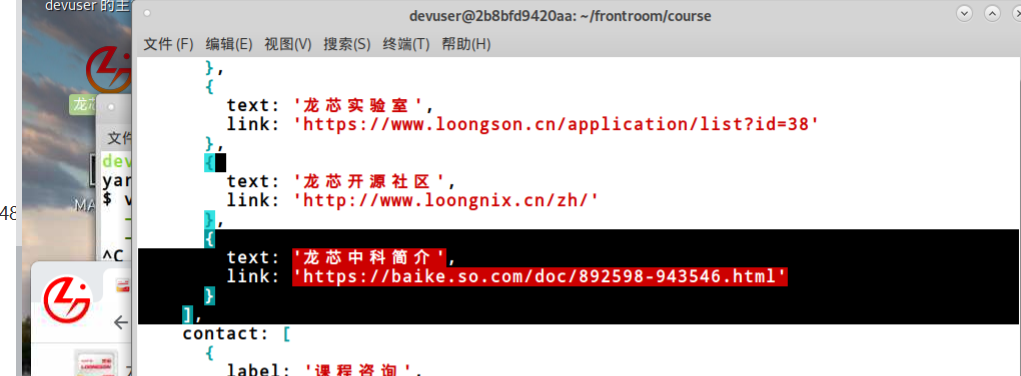 devuser 的主
devuser@2b8bfd9420aa: ~/frontroom/course
文件(F) 编辑(E) 视图(V) 搜索(S) 终端(T) 帮助(H)
},
{
text: '龙芯实验室',
link: 'https://www.loongson.cn/application/list?id=38'
},
{
text: '龙芯开源社区',
link: 'http://www.loongnix.cn/zh/'
},
{
text: '龙芯中科简介',
link: 'https://baike.so.com/doc/892598-943546.html'
}
],
contact: [
{
label: '课程咨询',
龙芯
文件
dev
yar
$ v
^C
MA
48
LOONGSON